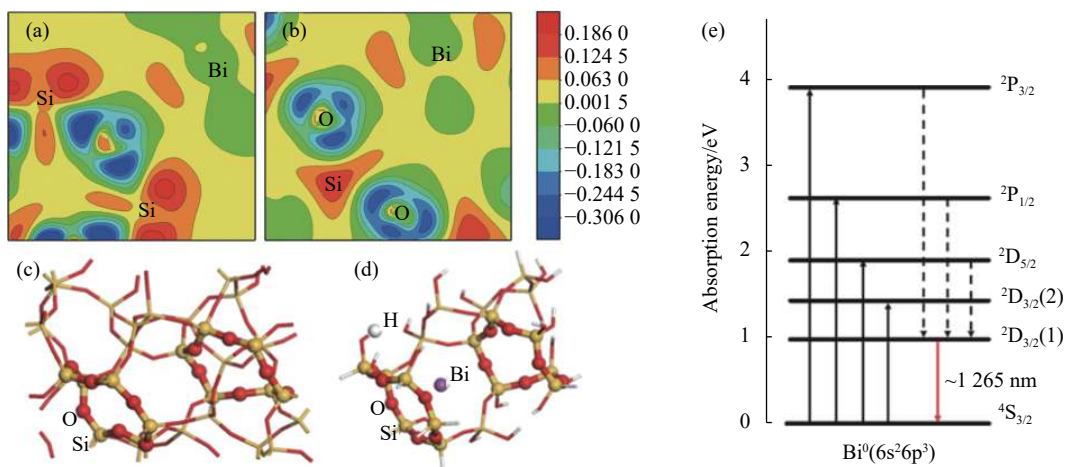 (a)
Bi
Si
Si
(b)
Bi
O
Si
O
0.186 0
0.124 5
0.063 0
0.001 5
−0.060 0
−0.121 5
−0.183 0
−0.244 5
−0.306 0
(c)
O
Si
(d)
H
Bi
O
Si
(e)
Absorption energy/eV
4
3
2
1
0
²P₃/₂
²P₁/₂
²D₅/₂
²D₃/₂(2)
²D₃/₂(1)
~1 265 nm
⁴S₃/₂
Bi⁰(6s²6p³)